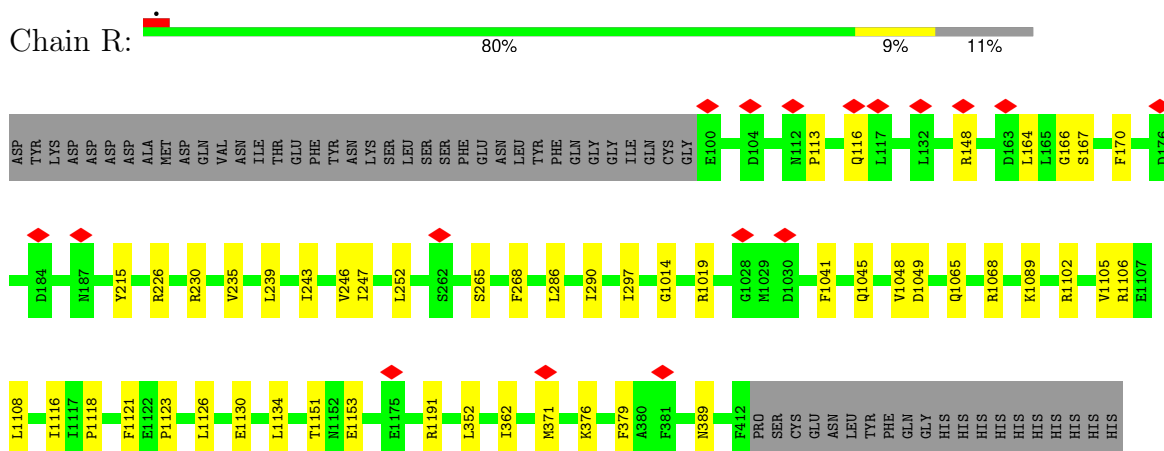 Chain R:
80% 9% 11%
ASP TYR LYS ASP ASP ASP ASP ALA MET ASP GLN VAL ASN ILE THR GLU PHE TYR ASN LYS SER LEU SER SER PHE GLU ASN LEU TYR PHE GLN GLY GLY ILE GLN CYS GLY E100 D104 N112 P113 Q116 L117 L132 R148 D163 L164 L165 G166 S167 F170 D176
D184 N187 Y215 R226 R230 V235 L239 I243 V246 I247 L252 S262 S265 F268 L286 I290 I297 G1014 R1019 G1028 M1029 D1030 F1041 Q1045 V1048 D1049 Q1065 R1068 K1089 R1102 V1105 R1106 E1107
L1108 I1116 I1117 P1118 F1121 E1122 P1123 L1126 E1130 L1134 T1151 N1152 E1153 E1175 R1191 L352 I362 M371 K376 F379 A380 F381 N389 F412 PRO SER CYS GLU ASN LEU TYR PHE GLN GLY HIS HIS HIS HIS HIS HIS HIS HIS HIS HIS